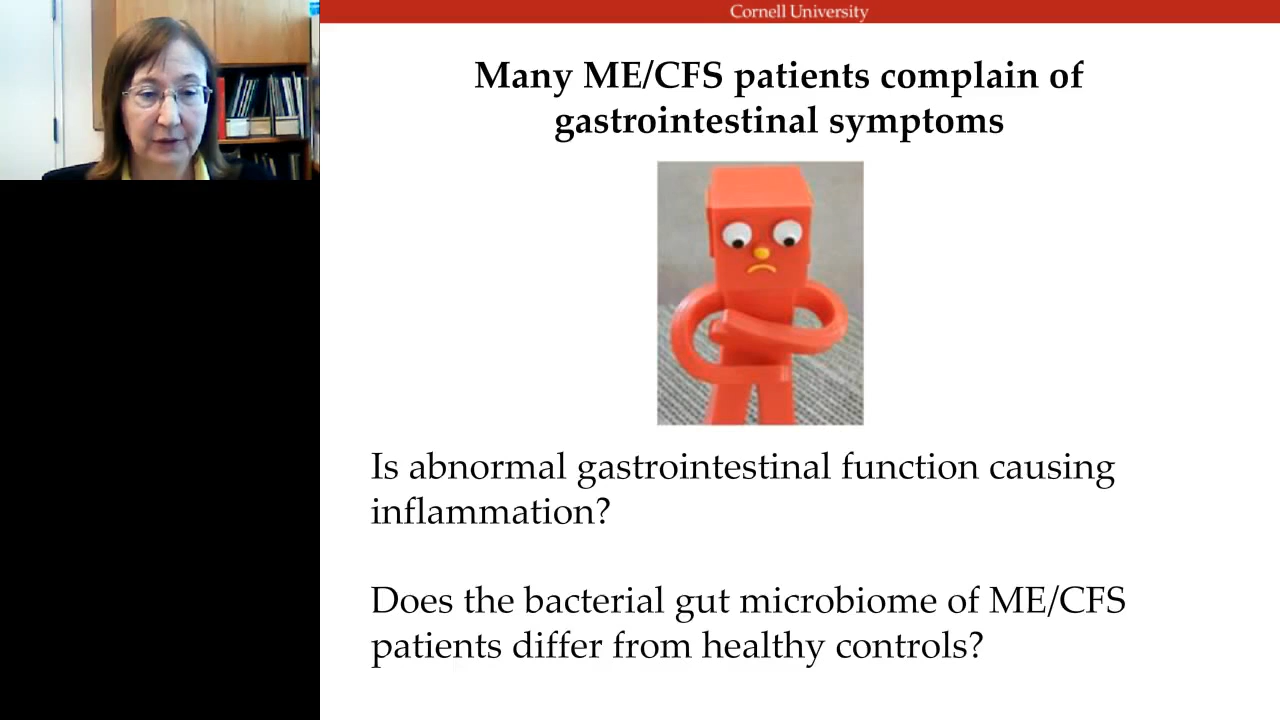 Cornell University
Many ME/CFS patients complain of
gastrointestinal symptoms
Is abnormal gastrointestinal function causing
inflammation?
Does the bacterial gut microbiome of ME/CFS
patients differ from healthy controls?